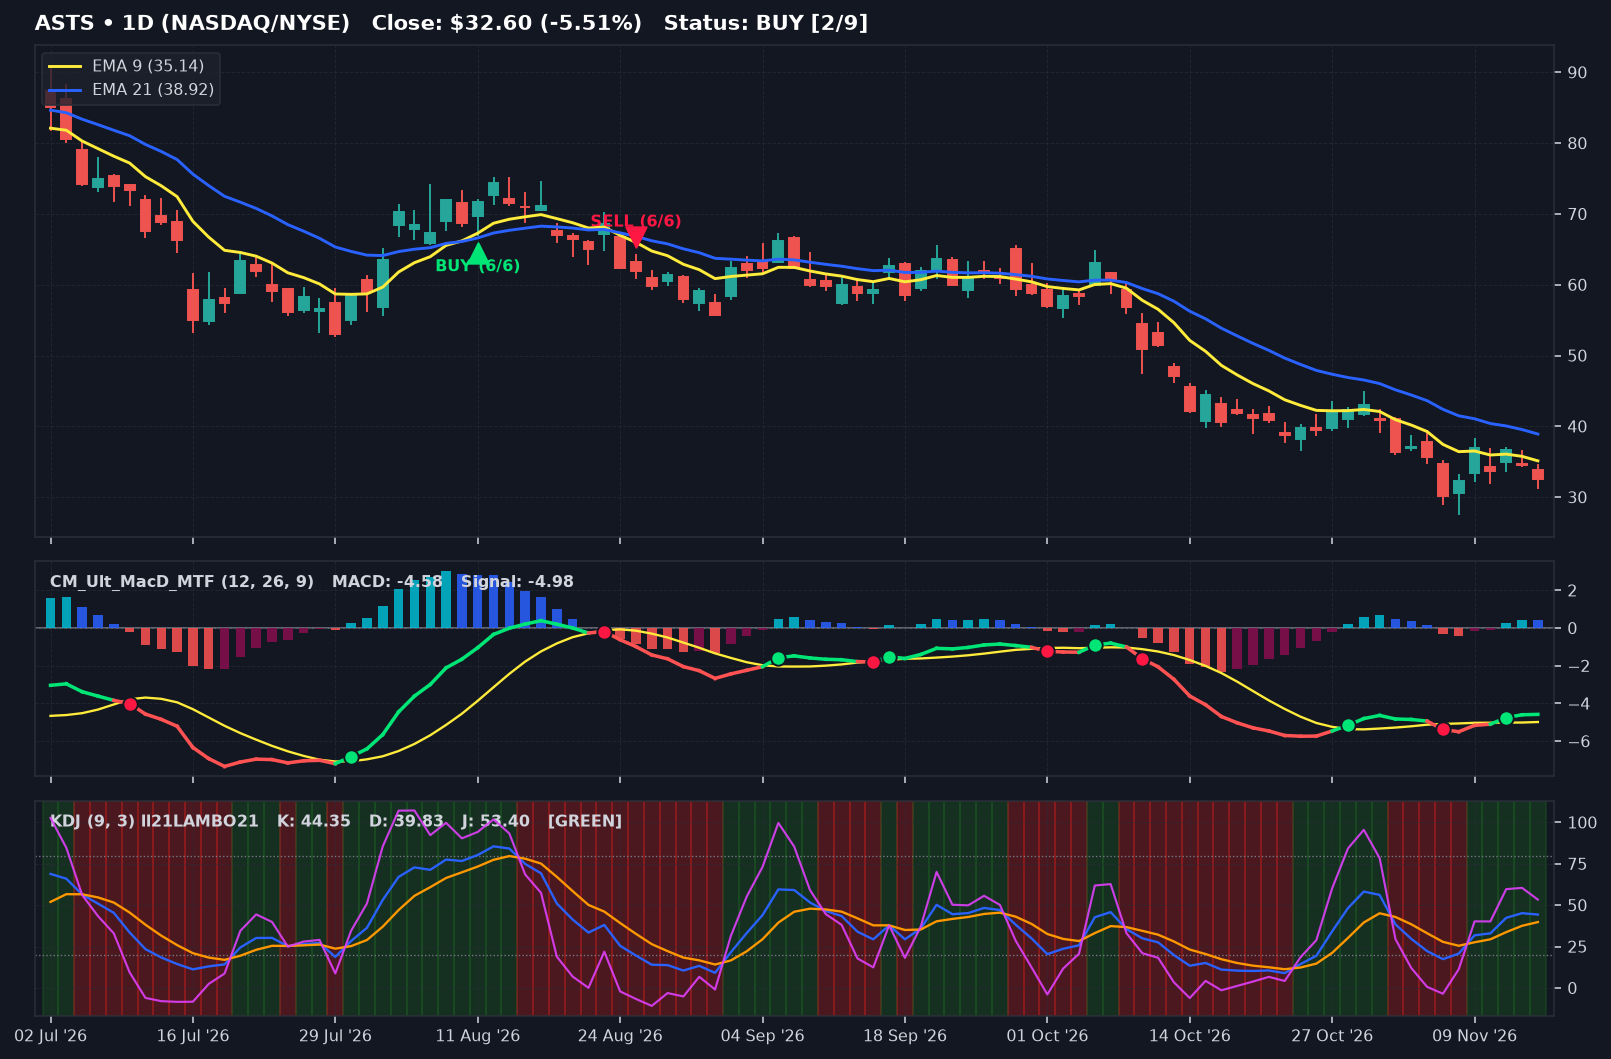 ASTS • 1D (NASDAQ/NYSE)   Close: $32.60 (-5.51%)   Status: BUY [2/9]
EMA 9 (35.14)
EMA 21 (38.92)
90
80
70
60
50
40
30
SELL (6/6)
BUY (6/6)
CM_Ult_MacD_MTF (12, 26, 9)   MACD: -4.58   Signal: -4.98
2
0
−2
−4
−6
KDJ (9, 3) II21LAMBO21   K: 44.35   D: 39.83   J: 53.40   [GREEN]
100
75
50
25
0
02 Jul '26
16 Jul '26
29 Jul '26
11 Aug '26
24 Aug '26
04 Sep '26
18 Sep '26
01 Oct '26
14 Oct '26
27 Oct '26
09 Nov '26